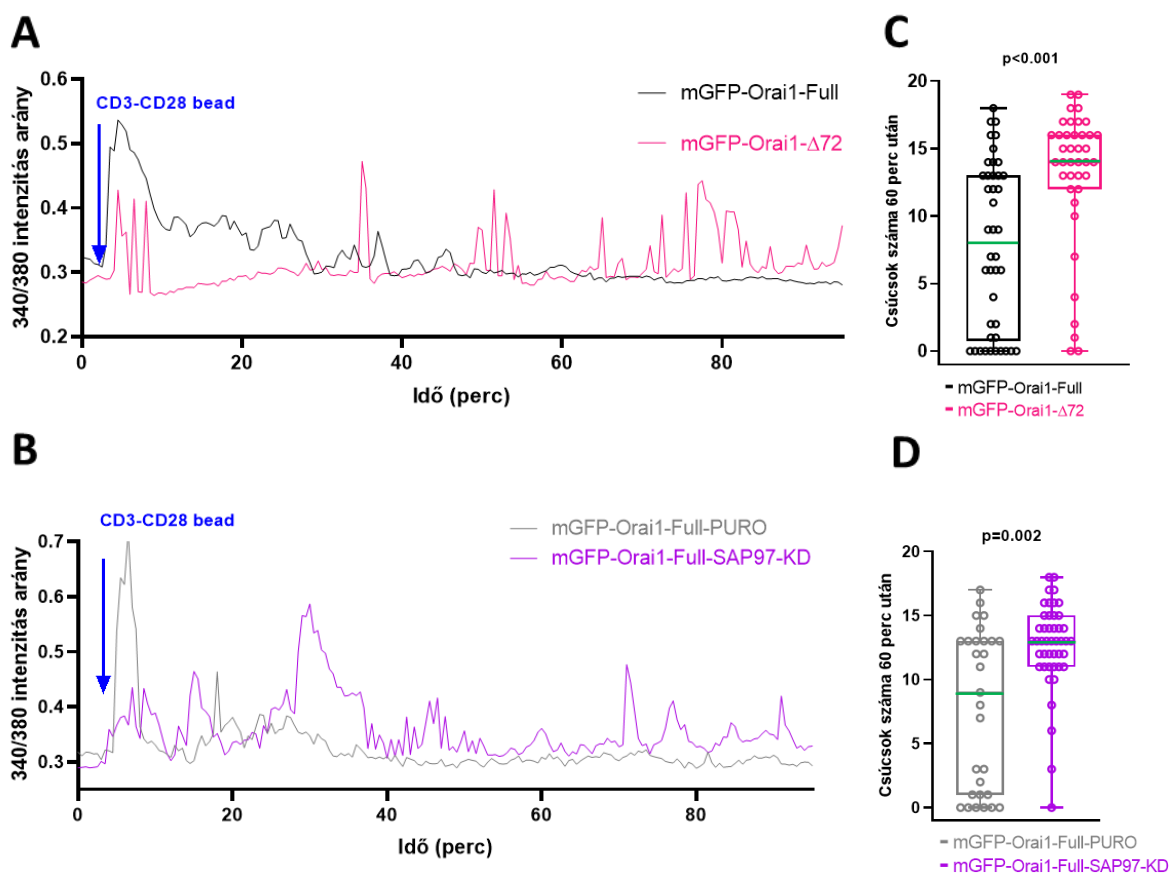 A
340/380 intenzitás arány
0.6
0.5
0.4
0.3
0.2
CD3-CD28 bead
mGFP-Orai1-Full
mGFP-Orai1-Δ72
0
20
40
60
80
Idő (perc)
C
p<0.001
Csúcsok száma 60 perc után
20
15
10
5
0
mGFP-Orai1-Full
mGFP-Orai1-Δ72
B
340/380 intenzitás arány
0.7
0.6
0.5
0.4
0.3
CD3-CD28 bead
mGFP-Orai1-Full-PURO
mGFP-Orai1-Full-SAP97-KD
0
20
40
60
80
Idő (perc)
D
p=0.002
Csúcsok száma 60 perc után
20
15
10
5
0
mGFP-Orai1-Full-PURO
mGFP-Orai1-Full-SAP97-KD